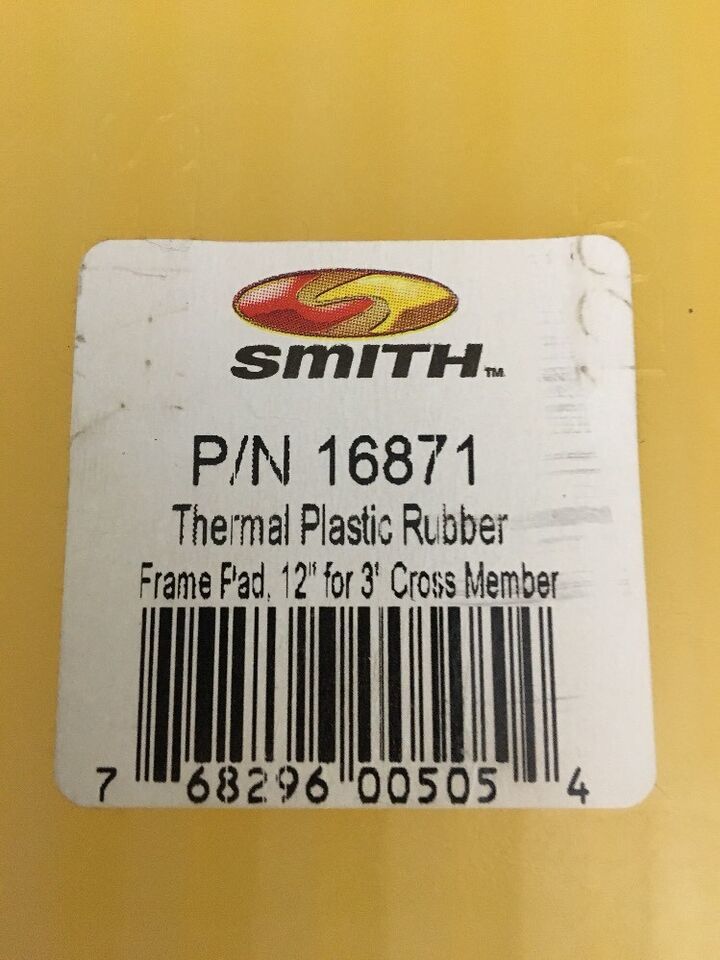 SMITH™
P/N 16871
Thermal Plastic Rubber
Frame Pad, 12" for 3" Cross Member
7 68296 00505 4